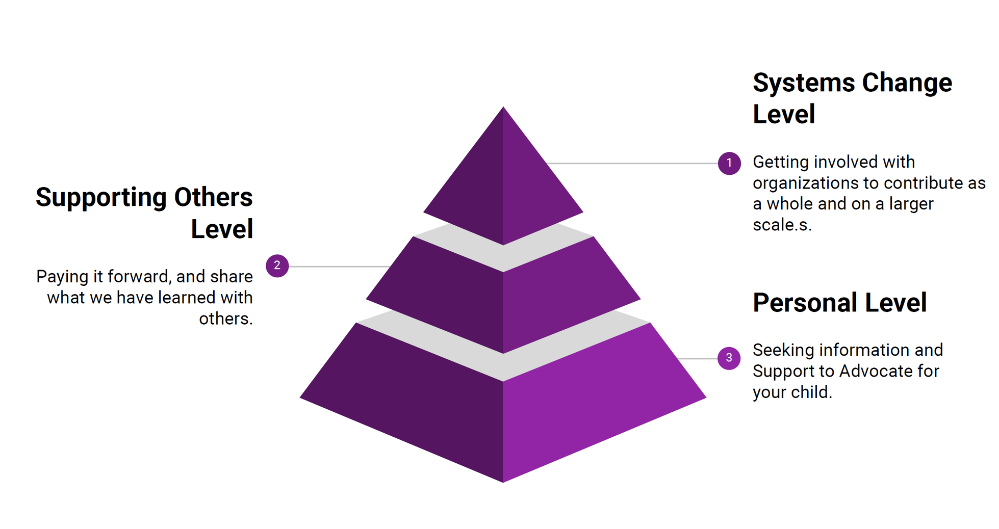 Systems Change
Level
1
Getting involved with
organizations to contribute as
a whole and on a larger
scale.s.
Supporting Others
Level
2
Paying it forward, and share
what we have learned with
others.
Personal Level
3
Seeking information and
Support to Advocate for
your child.